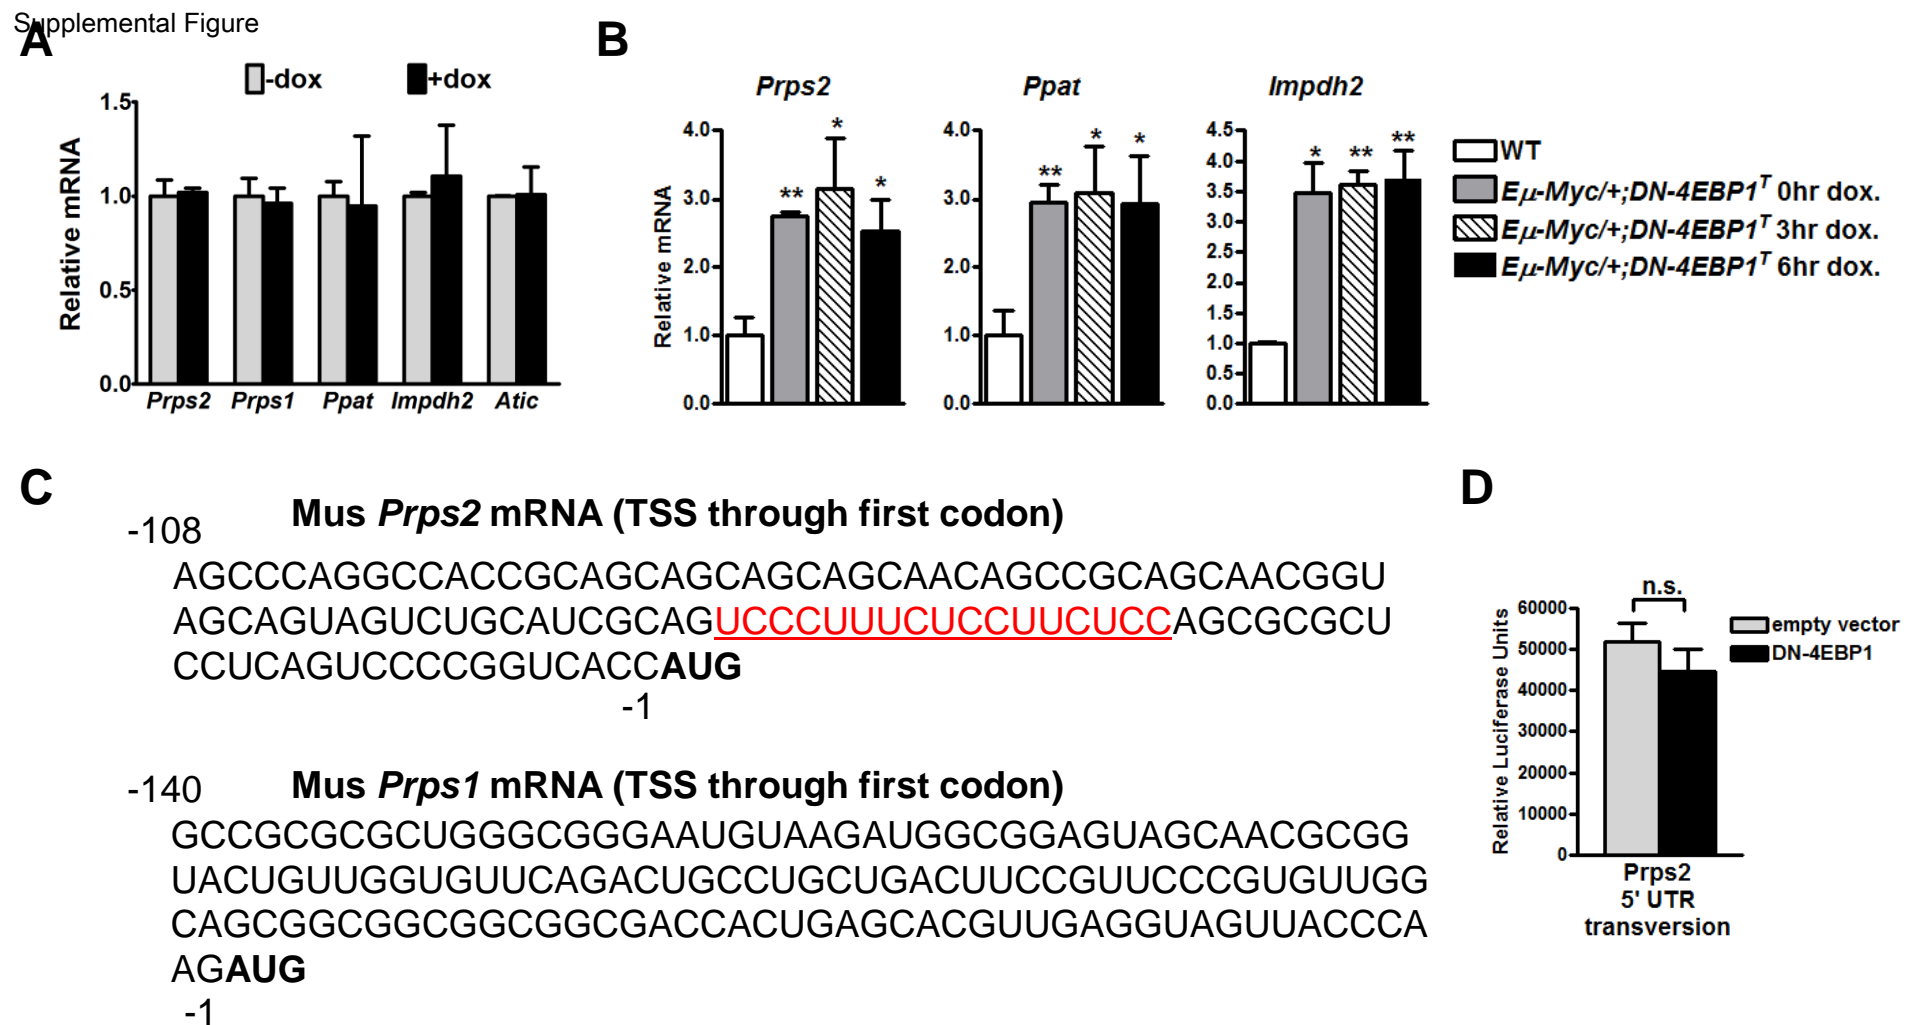 Supplemental Figure
A
-dox
+dox
Relative mRNA
1.5
1.0
0.5
0.0
Prps2 Prps1 Ppat Impdh2 Atic
B
Prps2
Ppat
Impdh2
Relative mRNA
4.0
3.0
2.0
1.0
0.0
** * *
4.0
3.0
2.0
1.0
0.0
** * *
4.5
4.0
3.5
3.0
2.5
2.0
1.5
1.0
0.5
0.0
* ** **
WT
Eμ-Myc/+;DN-4EBP1T 0hr dox.
Eμ-Myc/+;DN-4EBP1T 3hr dox.
Eμ-Myc/+;DN-4EBP1T 6hr dox.
C
Mus Prps2 mRNA (TSS through first codon)
-108
AGCCCAGGCCACCGCAGCAGCAGCAGCAACAGCCGCAGCAACGGU
AGCAGUAGUCUGCAUCGCAGUCCCUUUCUCCUUCUCCAGCGCGCU
CCUCAGUCCCCGGUCACCAUG
-1
Mus Prps1 mRNA (TSS through first codon)
-140
GCCGCGCGCUGGGCGGGAAUGUAAGAUGGCGGAGUAGCAACGCGG
UACUGUUGGUGUUCAGACUGCCUGCUGACUUCCGUUCCCGUGUUGG
CAGCGGCGGCGGCGGCGACCACUGAGCACGUUGAGGUAGUUACCCA
AGAUG
-1
D
n.s.
Relative Luciferase Units
60000
50000
40000
30000
20000
10000
0
empty vector
DN-4EBP1
Prps2
5' UTR
transversion